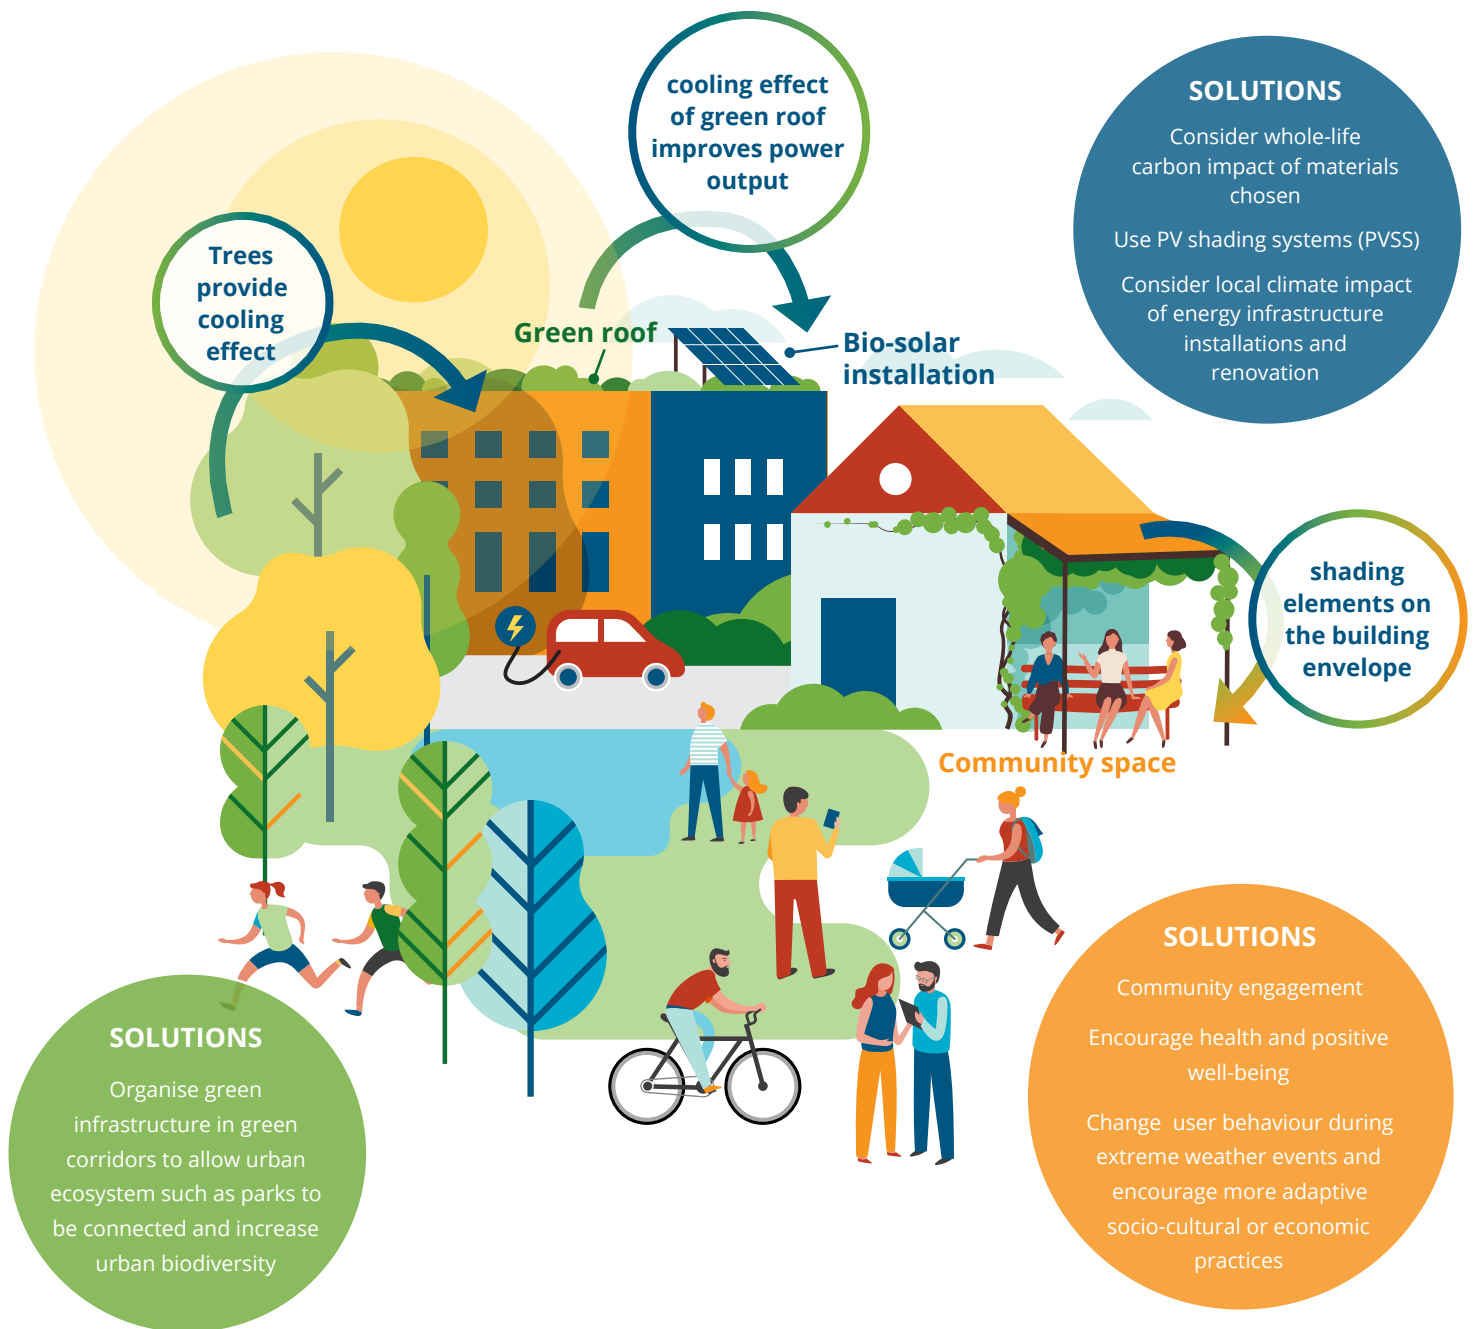 cooling effect
of green roof
improves power
output
SOLUTIONS
Consider whole-life
carbon impact of materials
chosen
Use PV shading systems (PVSS)
Consider local climate impact
of energy infrastructure
installations and
renovation
Trees
provide
cooling
effect
Green roof
Bio-solar
installation
shading
elements on
the building
envelope
Community space
SOLUTIONS
Organise green
infrastructure in green
corridors to allow urban
ecosystem such as parks to
be connected and increase
urban biodiversity
SOLUTIONS
Community engagement
Encourage health and positive
well-being
Change  user behaviour during
extreme weather events and
encourage more adaptive
socio-cultural or economic
practices